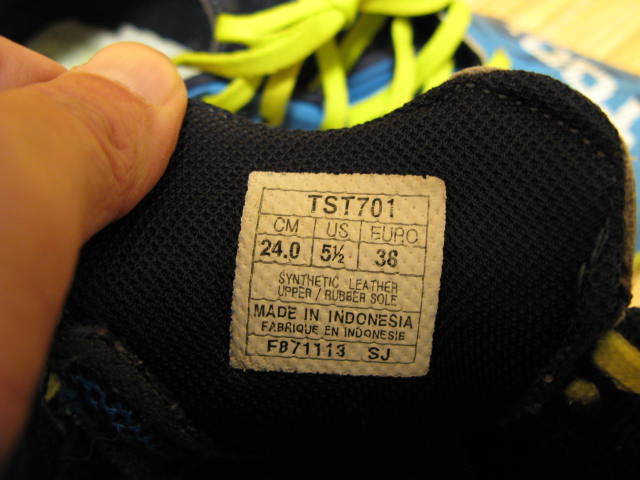 TST701
CM US EURO
24.0 5½ 38
SYNTHETIC LEATHER
UPPER / RUBBER SOLE
MADE IN INDONESIA
FABRIQUE EN INDONESIE
F871113 SJ